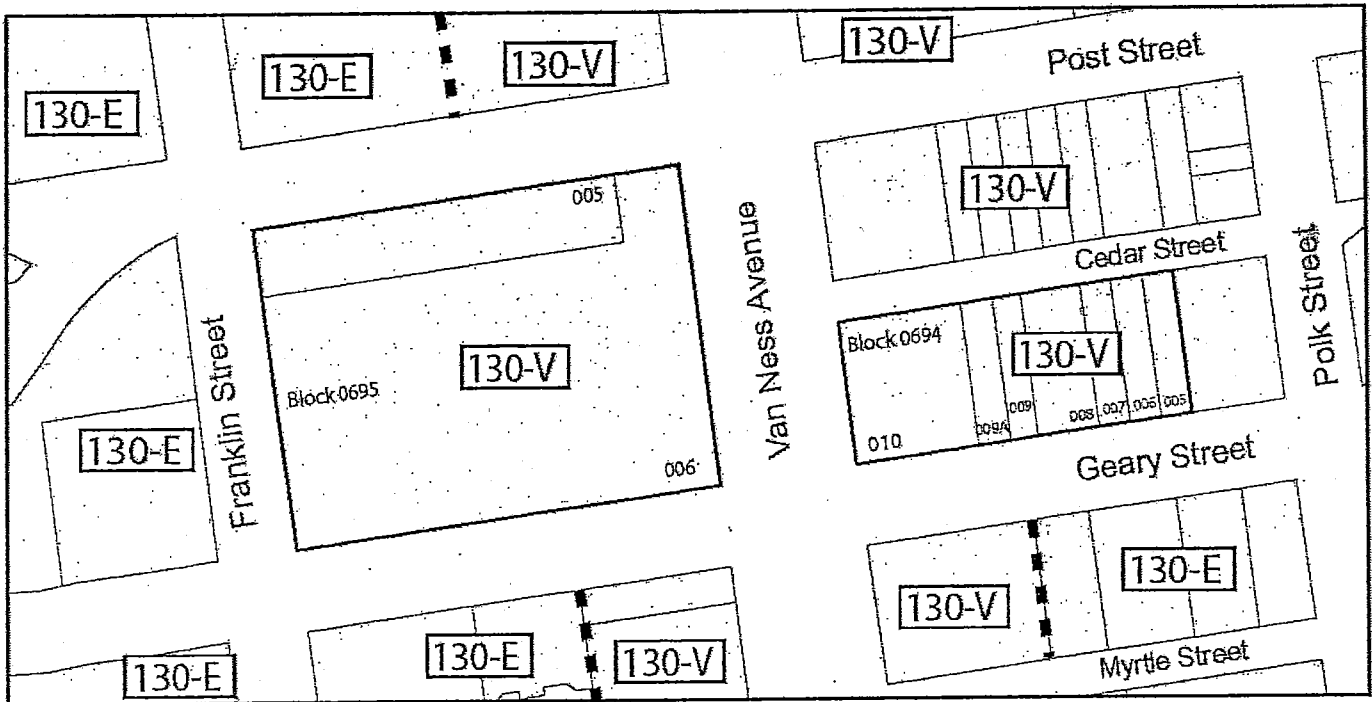 130-V
Post Street
130-E
130-V
130-E
005
130-V
Cedar Street
Van Ness Avenue
Polk Street
Franklin Street
Block 0695
130-V
Block 0694
130-V
010
009A
009
008
007
006
005
006
130-E
Geary Street
130-V
130-E
130-E
130-V
130-E
Myrtle Street